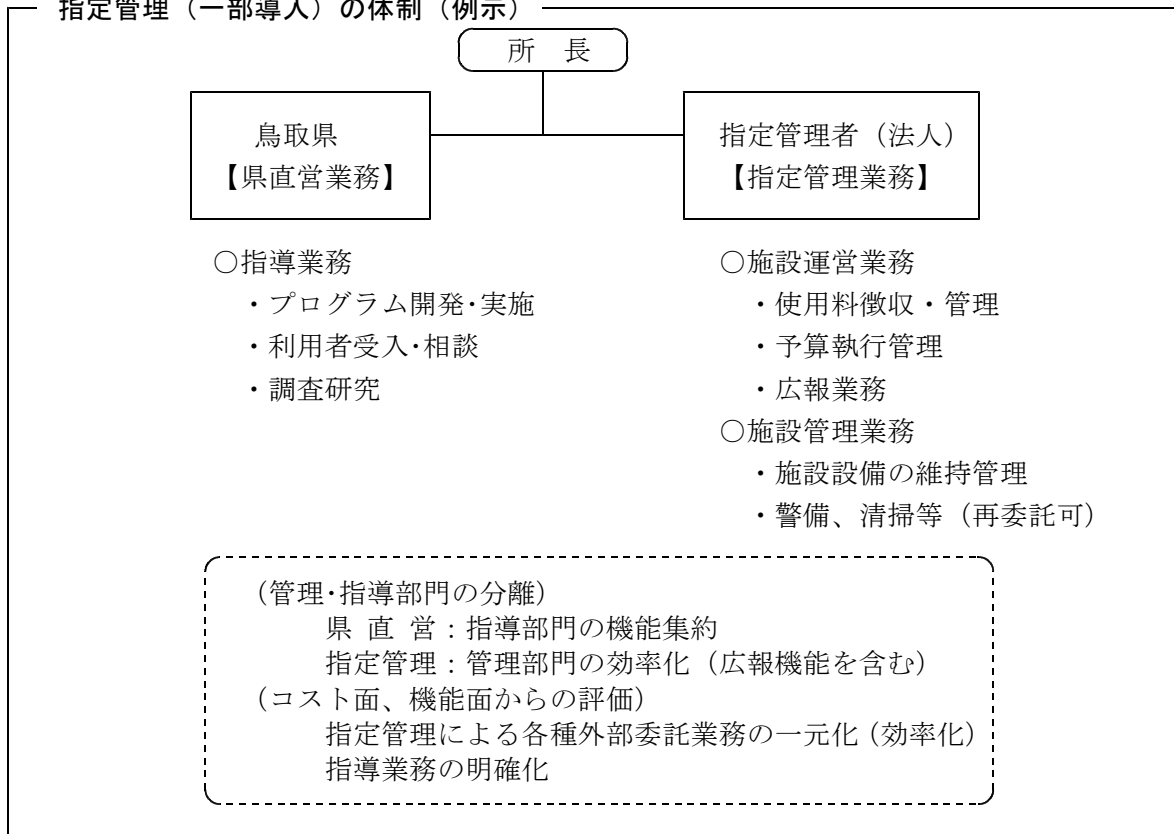 指定管理（一部導入）の体制（例示）
所　長
鳥取県
【県直営業務】
指定管理者（法人）
【指定管理業務】
○指導業務
・プログラム開発・実施
・利用者受入・相談
・調査研究
○施設運営業務
・使用料徴収・管理
・予算執行管理
・広報業務
○施設管理業務
・施設設備の維持管理
・警備、清掃等（再委託可）
（管理・指導部門の分離）
県 直 営：指導部門の機能集約
指定管理：管理部門の効率化（広報機能を含む）
（コスト面、機能面からの評価）
指定管理による各種外部委託業務の一元化（効率化）
指導業務の明確化